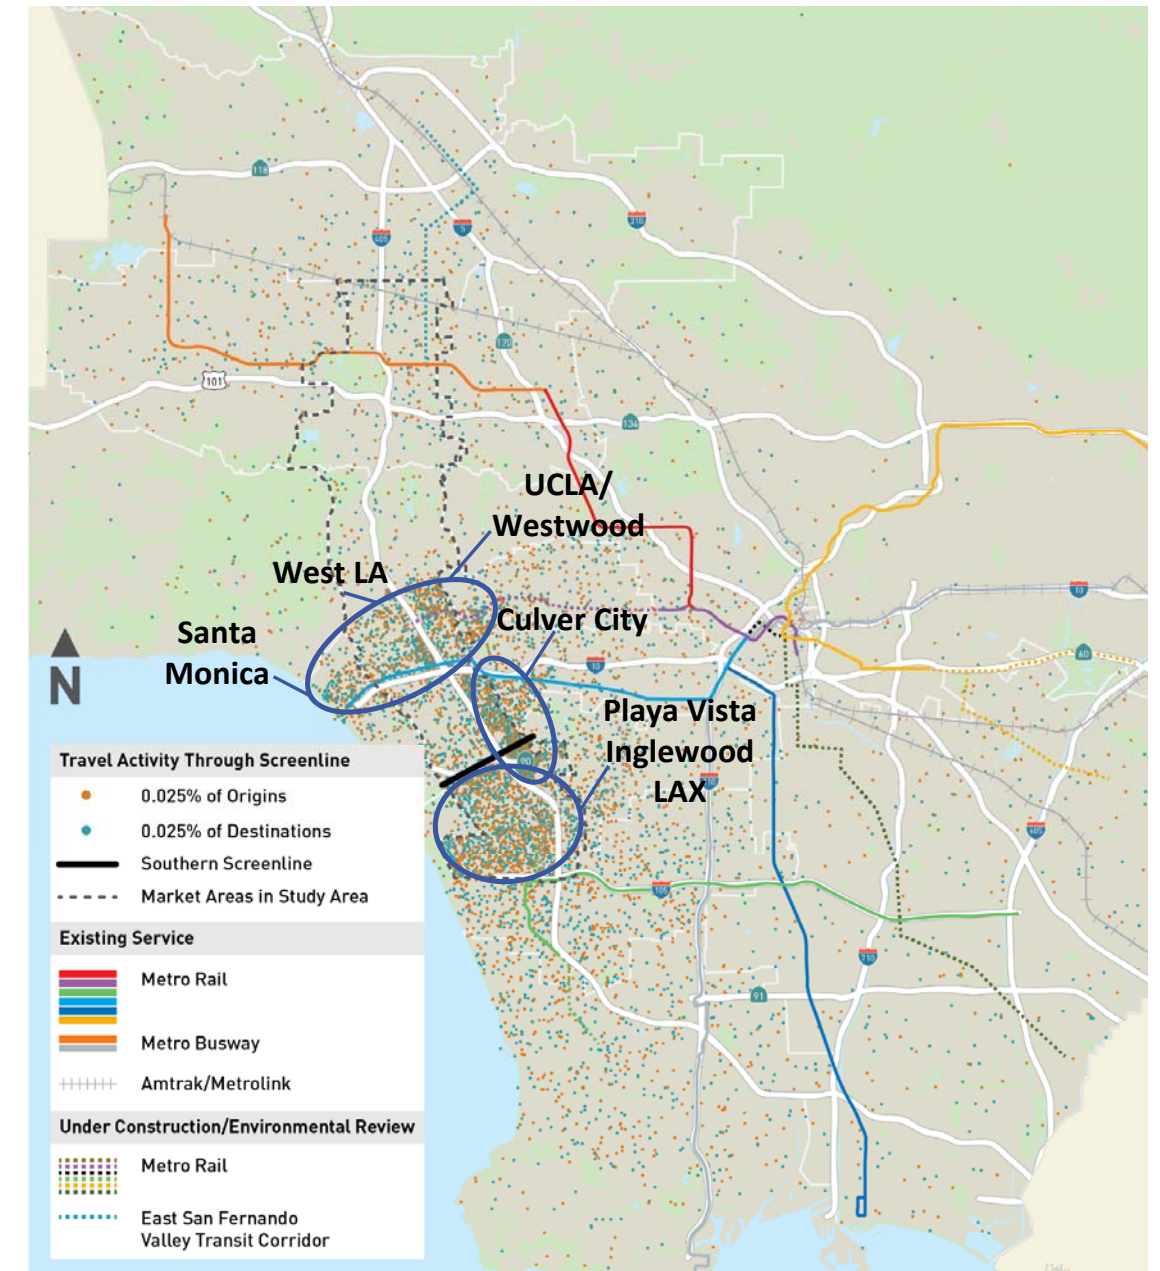 118
405
5
210
170
101
134
UCLA/
Westwood
West LA
Culver City
Santa
Monica
10
10
60
N
Playa Vista
Inglewood
LAX
90
405
105
710
91
Travel Activity Through Screenline
0.025% of Origins
0.025% of Destinations
Southern Screenline
Market Areas in Study Area
Existing Service
Metro Rail
Metro Busway
Amtrak/Metrolink
Under Construction/Environmental Review
Metro Rail
East San Fernando
Valley Transit Corridor